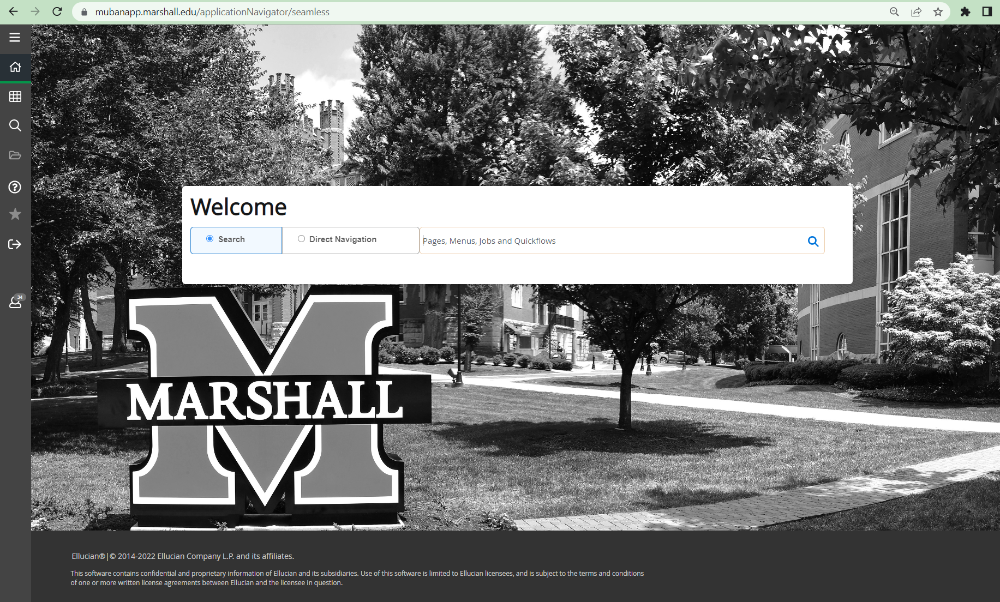 mubanapp.marshall.edu/applicationNavigator/seamless
Welcome
Search
Direct Navigation
Pages, Menus, Jobs and Quickflows
34
MARSHALL
Ellucian®|© 2014-2022 Ellucian Company L.P. and its affiliates.
This software contains confidential and proprietary information of Ellucian and its subsidiaries. Use of this software is limited to Ellucian licensees, and is subject to the terms and conditions
of one or more written license agreements between Ellucian and the licensee in question.